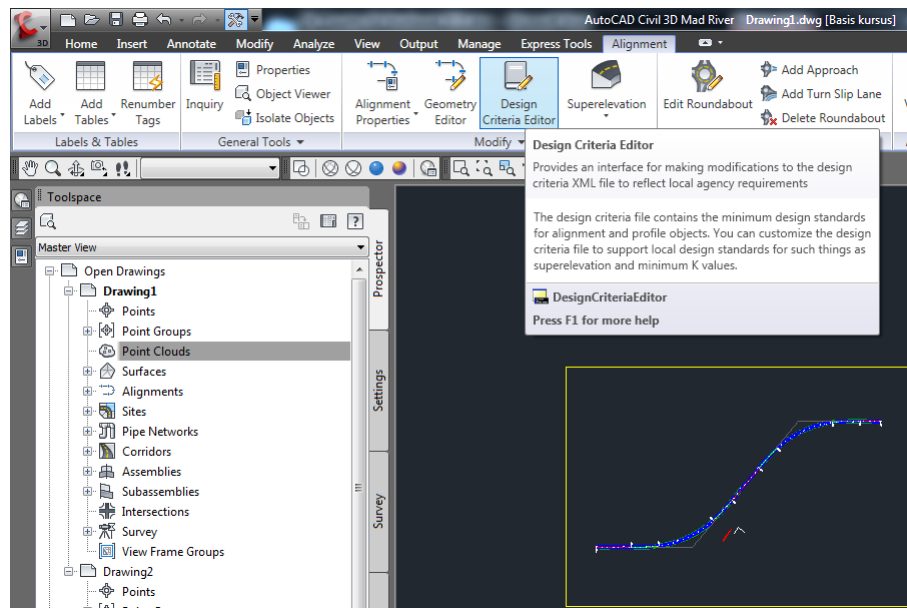 AutoCAD Civil 3D Mad River Drawing1.dwg [Basis kursus]
3D Home Insert Annotate Modify Analyze View Output Manage Express Tools Alignment
Properties
Object Viewer
Isolate Objects
Add Labels
Add Tables
Renumber Tags
Inquiry
Alignment Properties
Geometry Editor
Design Criteria Editor
Superelevation
Edit Roundabout
Add Approach
Add Turn Slip Lane
Delete Roundabout
Labels & Tables
General Tools
Modify
Design Criteria Editor
Provides an interface for making modifications to the design
criteria XML file to reflect local agency requirements
The design criteria file contains the minimum design standards
for alignment and profile objects. You can customize the design
criteria file to support local design standards for such things as
superelevation and minimum K values.
DesignCriteriaEditor
Press F1 for more help
Toolspace
Master View
Open Drawings
Drawing1
Points
Point Groups
Point Clouds
Surfaces
Alignments
Sites
Pipe Networks
Corridors
Assemblies
Subassemblies
Intersections
Survey
View Frame Groups
Drawing2
Points
Prospector
Settings
Survey